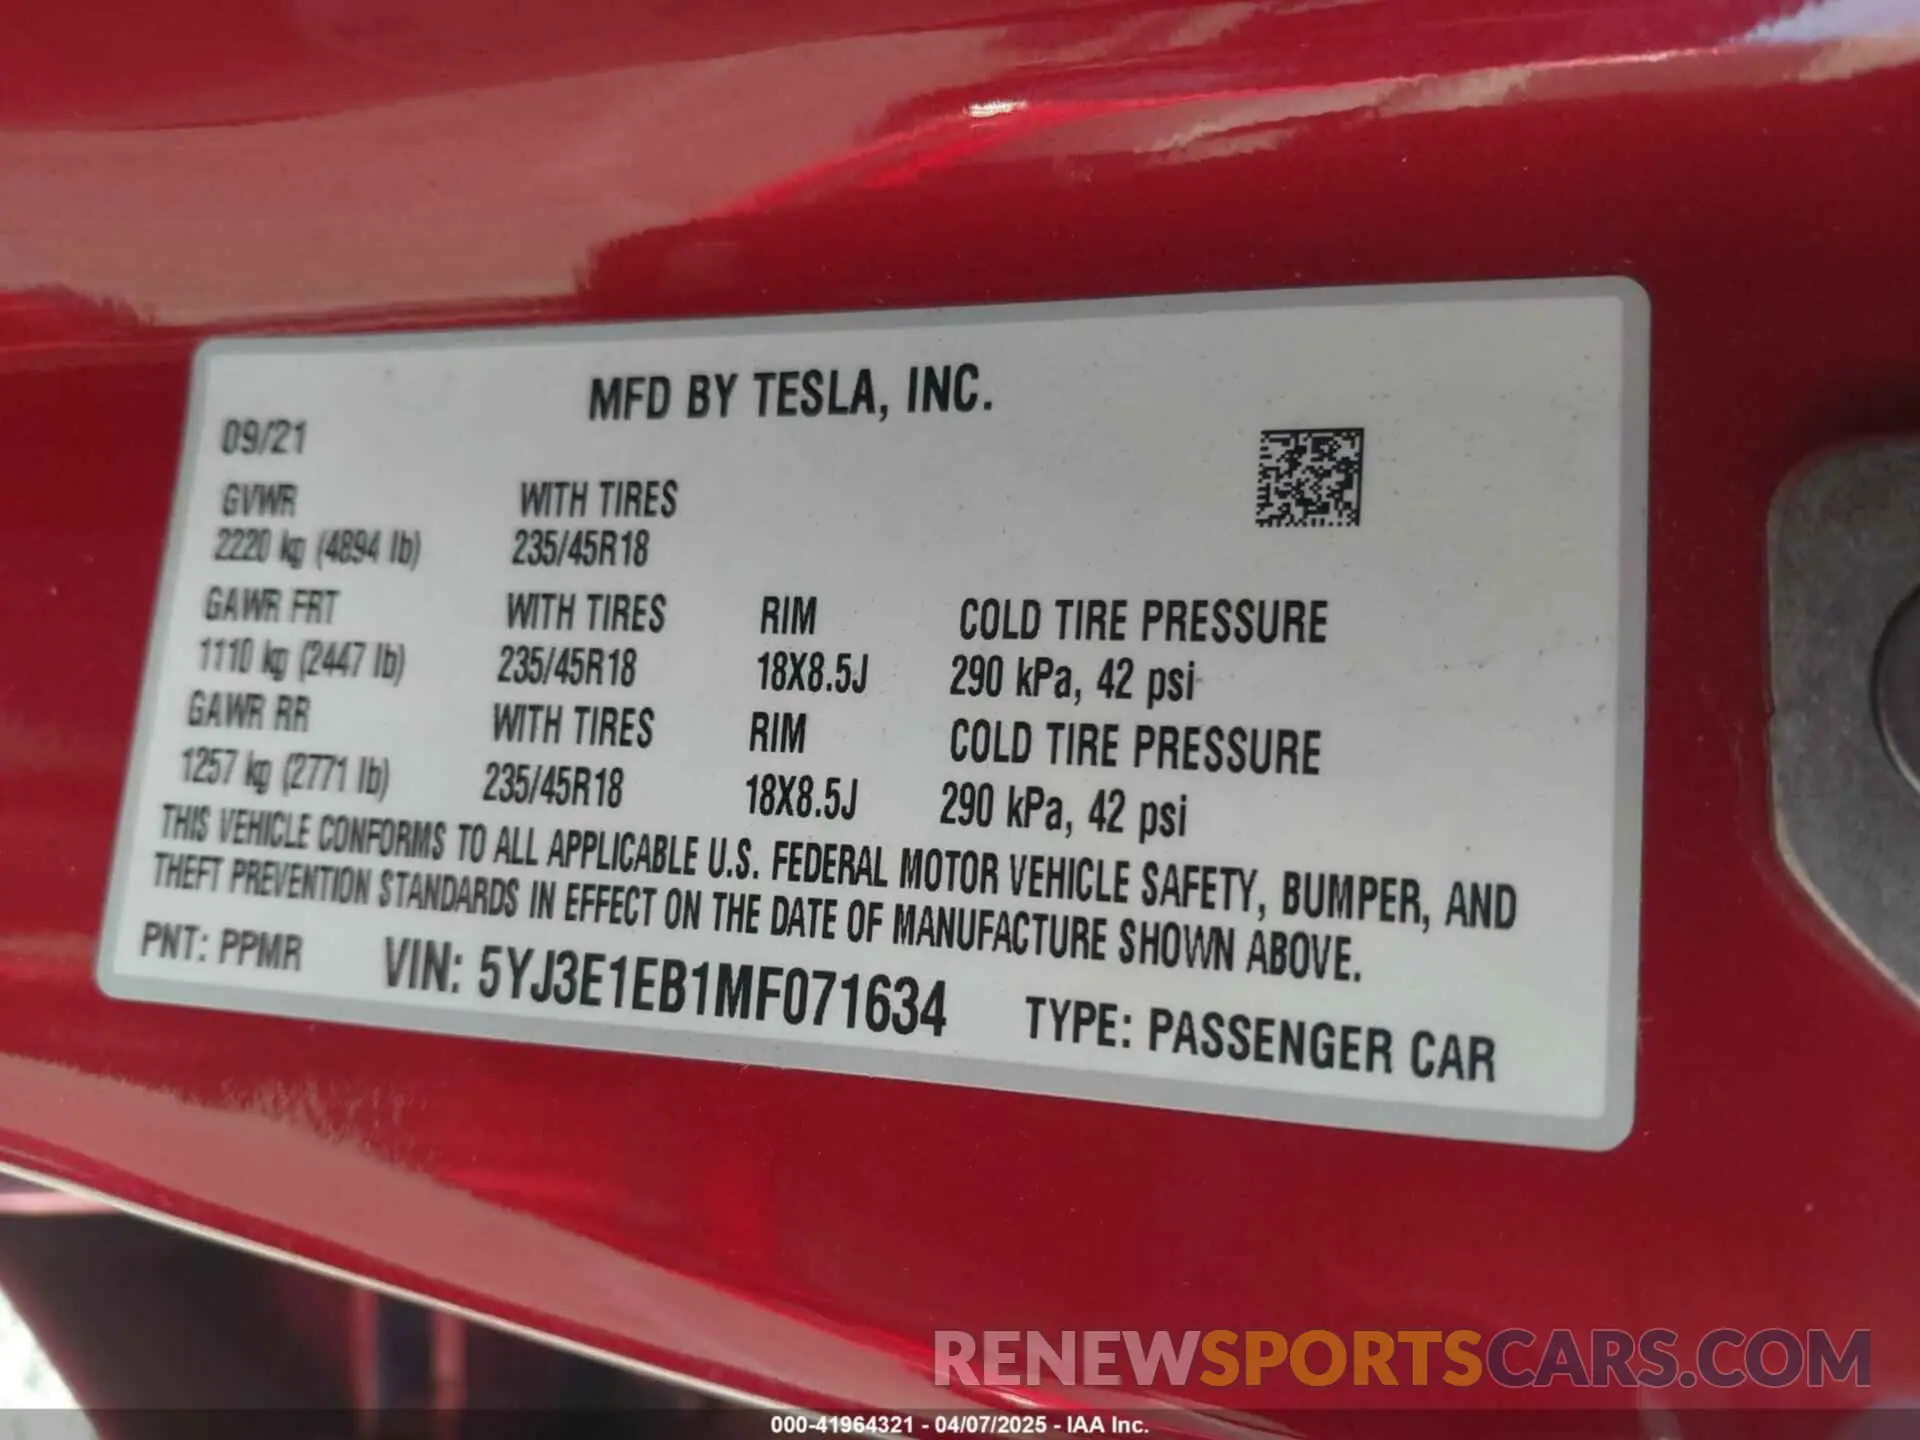 MFD BY TESLA, INC.
09/21
GVWR WITH TIRES
2220 kg (4894 lb) 235/45R18
GAWR FRT WITH TIRES RIM COLD TIRE PRESSURE
1110 kg (2447 lb) 235/45R18 18X8.5J 290 kPa, 42 psi
GAWR RR WITH TIRES RIM COLD TIRE PRESSURE
1257 kg (2771 lb) 235/45R18 18X8.5J 290 kPa, 42 psi
THIS VEHICLE CONFORMS TO ALL APPLICABLE U.S. FEDERAL MOTOR VEHICLE SAFETY, BUMPER, AND
THEFT PREVENTION STANDARDS IN EFFECT ON THE DATE OF MANUFACTURE SHOWN ABOVE.
PNT: PPMR VIN: 5YJ3E1EB1MF071634 TYPE: PASSENGER CAR
RENEWSPORTSCARS.COM
000-41964321 - 04/07/2025 - IAA Inc.